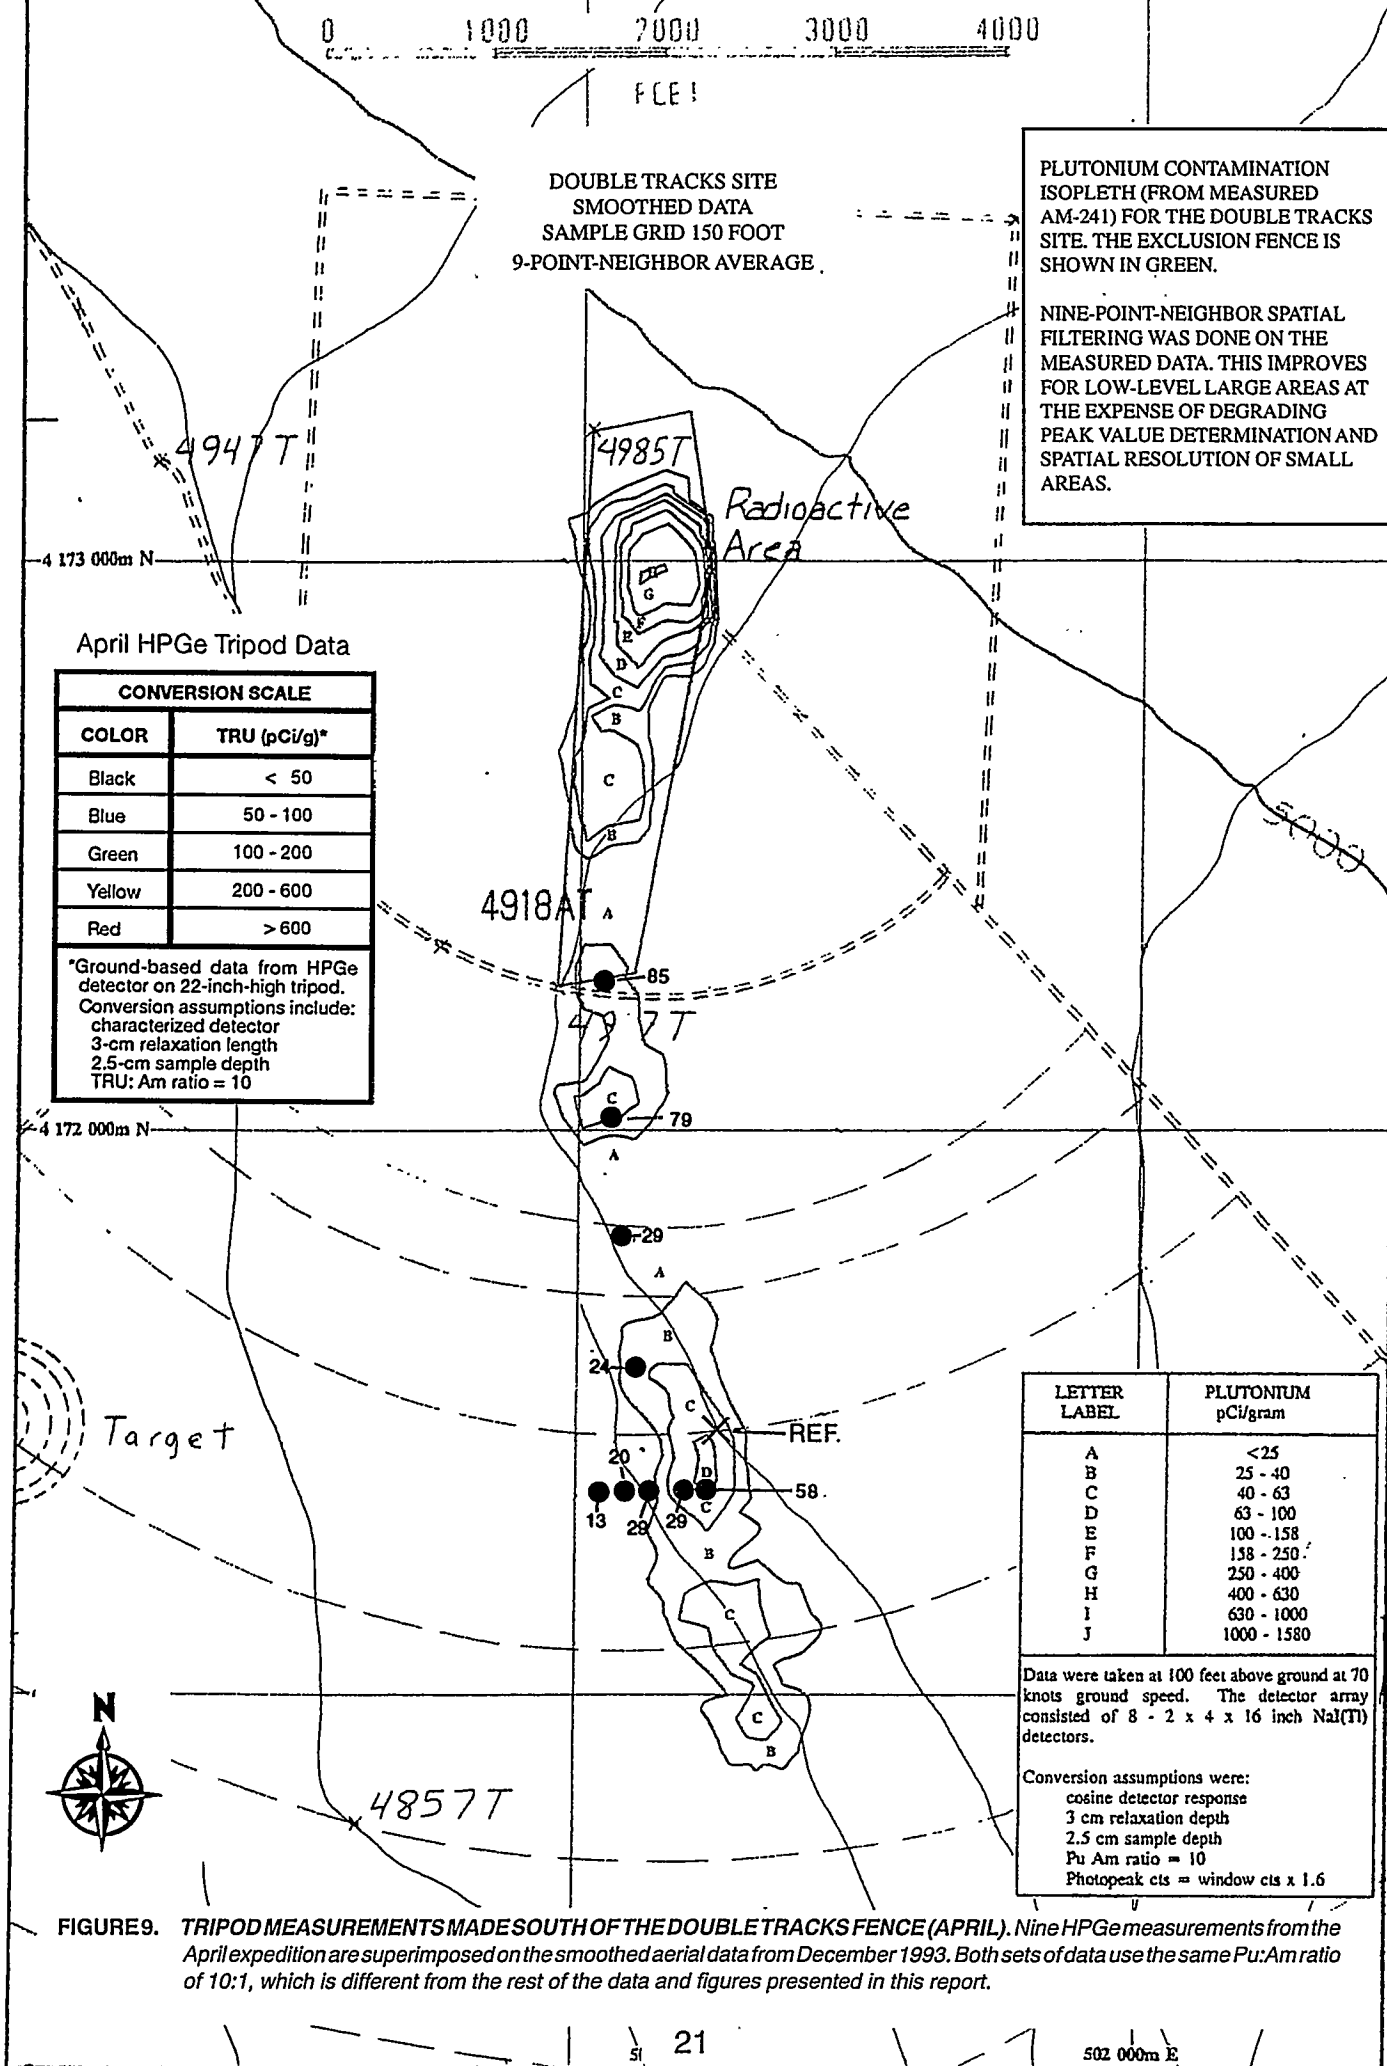 0 1000 2000 3000 4000
DOUBLE TRACKS SITE
SMOOTHED DATA
SAMPLE GRID 150 FOOT
9-POINT-NEIGHBOR AVERAGE
PLUTONIUM CONTAMINATION
ISOPLETH (FROM MEASURED
AM-241) FOR THE DOUBLE TRACKS
SITE. THE EXCLUSION FENCE IS
SHOWN IN GREEN.
NINE-POINT-NEIGHBOR SPATIAL
FILTERING WAS DONE ON THE
MEASURED DATA. THIS IMPROVES
FOR LOW-LEVEL LARGE AREAS AT
THE EXPENSE OF DEGRADING
PEAK VALUE DETERMINATION AND
SPATIAL RESOLUTION OF SMALL
AREAS.
4947T
4985T
Radioactive
Area
4 173 000m N
G
F
E
D
C
B
C
B
April HPGe Tripod Data
CONVERSION SCALE
COLOR TRU (pCi/g)*
Black < 50
Blue 50 - 100
Green 100 - 200
Yellow 200 - 600
Red > 600
*Ground-based data from HPGe
detector on 22-inch-high tripod.
Conversion assumptions include:
characterized detector
3-cm relaxation length
2.5-cm sample depth
TRU: Am ratio = 10
5000
4918AT A
85
C
79
4 172 000m N
A
29
A
B
24
C
REF.
Target
20
D
58
13 29 29 C
B
C
C
B
LETTER LABEL PLUTONIUM pCi/gram
A <25
B 25 - 40
C 40 - 63
D 63 - 100
E 100 - 158
F 158 - 250
G 250 - 400
H 400 - 630
I 630 - 1000
J 1000 - 1580
Data were taken at 100 feet above ground at 70
knots ground speed. The detector array
consisted of 8 - 2 x 4 x 16 inch NaI(Tl)
detectors.
Conversion assumptions were:
cosine detector response
3 cm relaxation depth
2.5 cm sample depth
Pu Am ratio = 10
Photopeak cts = window cts x 1.6
N
4857T
FIGURE 9. TRIPOD MEASUREMENTS MADE SOUTH OF THE DOUBLE TRACKS FENCE (APRIL). Nine HPGe measurements from the
April expedition are superimposed on the smoothed aerial data from December 1993. Both sets of data use the same Pu:Am ratio
of 10:1, which is different from the rest of the data and figures presented in this report.
21
502 000m E